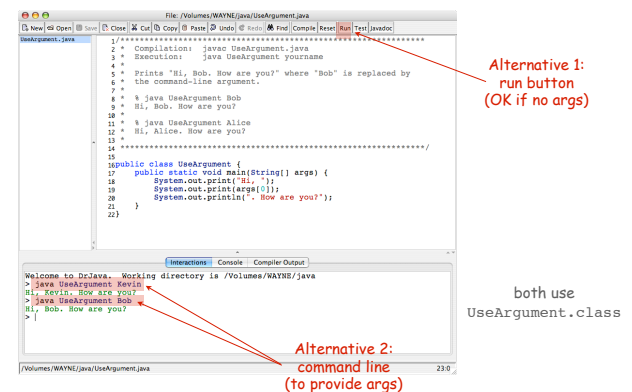 File: /Volumes/WAYNE/java/UseArgument.java
New Open Save Close Cut Copy Paste Undo Redo Find Compile Reset Run Test Javadoc
UseArgument.java
1/***************************************************************
2 *  Compilation:  javac UseArgument.java
3 *  Execution:    java UseArgument yourname
4 *
5 *  Prints "Hi, Bob. How are you?" where "Bob" is replaced by
6 *  the command-line argument.
7 *
8 *  % java UseArgument Bob
9 *  Hi, Bob. How are you?
10 *
11 *  % java UseArgument Alice
12 *  Hi, Alice. How are you?
13 *
14 ***************************************************************/
15
16public class UseArgument {
17    public static void main(String[] args) {
18        System.out.print("Hi, ");
19        System.out.print(args[0]);
20        System.out.println(". How are you?");
21    }
22}
Alternative 1:
run button
(OK if no args)
Interactions Console Compiler Output
Welcome to DrJava.  Working directory is /Volumes/WAYNE/java
> java UseArgument Kevin
Hi, Kevin. How are you?
> java UseArgument Bob
Hi, Bob. How are you?
>
both use
UseArgument.class
Alternative 2:
command line
(to provide args)
/Volumes/WAYNE/java/UseArgument.java 23:0